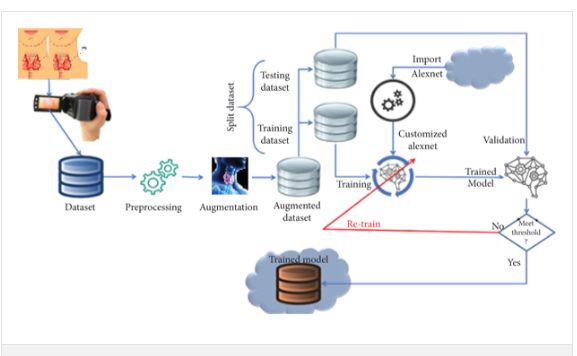 Import
Alexnet
Testing
dataset
Split dataset
Training
dataset
Customized
alexnet
Validation
Training
Trained
Model
Dataset
Preprocessing
Augmentation
Augmented
dataset
Re-train
No
Meet
threshold
?
Yes
Trained model